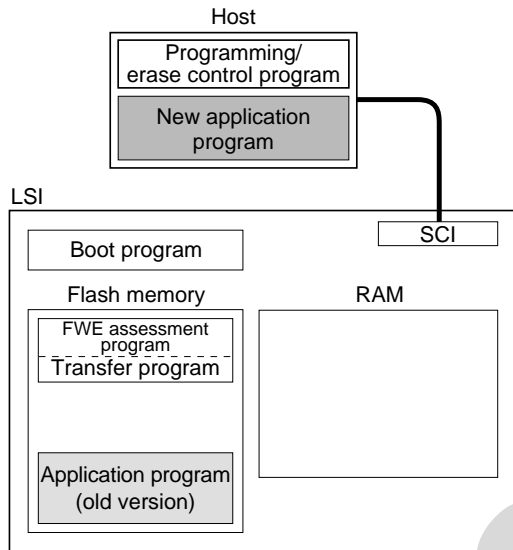 Host
Programming/
erase control program
New application
program
LSI
SCI
Boot program
Flash memory
RAM
FWE assessment
program
Transfer program
Application program
(old version)